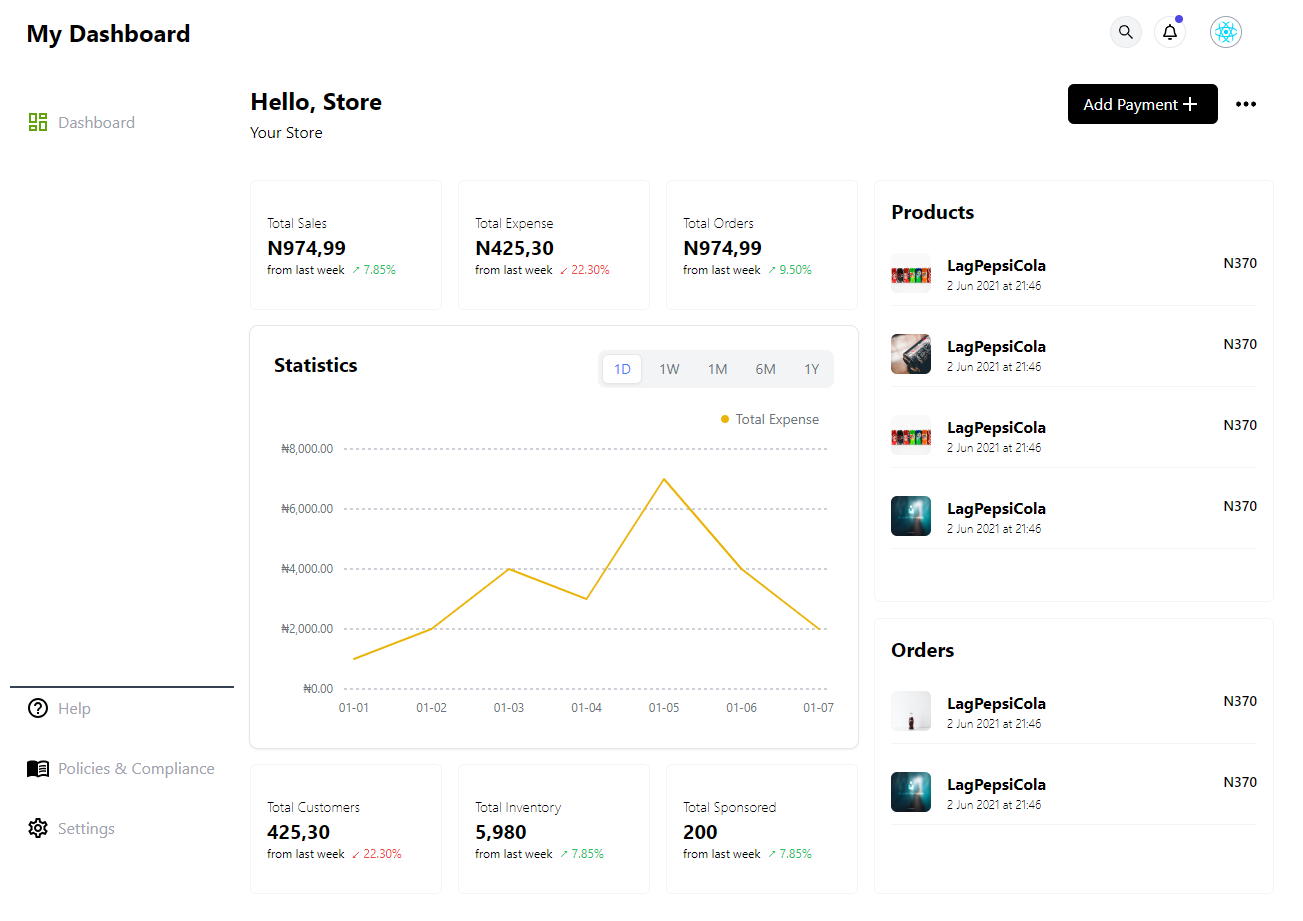 My Dashboard
Dashboard
Help
Policies & Compliance
Settings
Hello, Store
Your Store
Add Payment
Total Sales
N974,99
from last week ↗ 7.85%
Total Expense
N425,30
from last week ↙ 22.30%
Total Orders
N974,99
from last week ↗ 9.50%
Statistics
1D 1W 1M 6M 1Y
Total Expense
₦8,000.00
₦6,000.00
₦4,000.00
₦2,000.00
₦0.00
01-01 01-02 01-03 01-04 01-05 01-06 01-07
Total Customers
425,30
from last week ↙ 22.30%
Total Inventory
5,980
from last week ↗ 7.85%
Total Sponsored
200
from last week ↗ 7.85%
Products
LagPepsiCola N370
2 Jun 2021 at 21:46
LagPepsiCola N370
2 Jun 2021 at 21:46
LagPepsiCola N370
2 Jun 2021 at 21:46
LagPepsiCola N370
2 Jun 2021 at 21:46
Orders
LagPepsiCola N370
2 Jun 2021 at 21:46
LagPepsiCola N370
2 Jun 2021 at 21:46